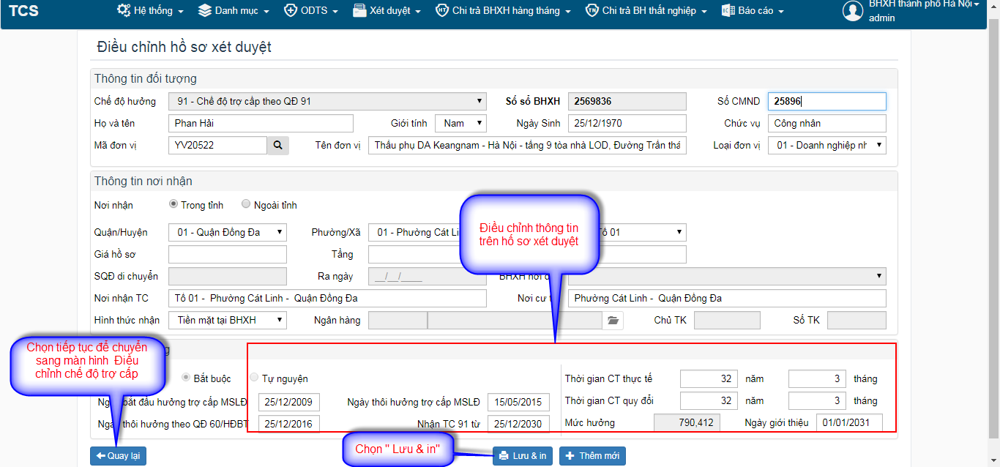 TCS Hệ thống Danh mục ODTS Xét duyệt Chi trả BHXH hàng tháng Chi trả BH thất nghiệp Báo cáo BHXH thành phố Hà Nội
admin
Điều chỉnh hồ sơ xét duyệt
Thông tin đối tượng
Chế độ hưởng 91 - Chế độ trợ cấp theo QĐ 91 Số sổ BHXH 2569836 Số CMND 25896
Họ và tên Phan Hải Giới tính Nam Ngày Sinh 25/12/1970 Chức vụ Công nhân
Mã đơn vị YV20522 Tên đơn vị Thầu phụ DA Keangnam - Hà Nội - tầng 9 tòa nhà LOD, Đường Trần thá Loại đơn vị 01 - Doanh nghiệp nh
Thông tin nơi nhận
Nơi nhận Trong tỉnh Ngoài tỉnh
Quận/Huyện 01 - Quận Đống Đa Phường/Xã 01 - Phường Cát Li Tổ 01
Giá hồ sơ Tầng
SQĐ di chuyển Ra ngày __/__/____ BHXH nơi đ
Nơi nhận TC Tổ 01 - Phường Cát Linh - Quận Đống Đa Nơi cư t Phường Cát Linh - Quận Đống Đa
Hình thức nhận Tiền mặt tại BHXH Ngân hàng Chủ TK Số TK
Điều chỉnh thông tin
trên hồ sơ xét duyệt
Chọn tiếp tục để chuyển
sang màn hình Điều
chỉnh chế độ trợ cấp
g
Bắt buộc Tự nguyện Thời gian CT thực tế 32 năm 3 tháng
Ngày bắt đầu hưởng trợ cấp MSLĐ 25/12/2009 Ngày thôi hưởng trợ cấp MSLĐ 15/05/2015 Thời gian CT quy đổi 32 năm 3 tháng
Ngày thôi hưởng theo QĐ 60/HĐBT 25/12/2016 Nhận TC 91 từ 25/12/2030 Mức hưởng 790,412 Ngày giới thiệu 01/01/2031
Chọn " Lưu & in"
Quay lại Lưu & in Thêm mới